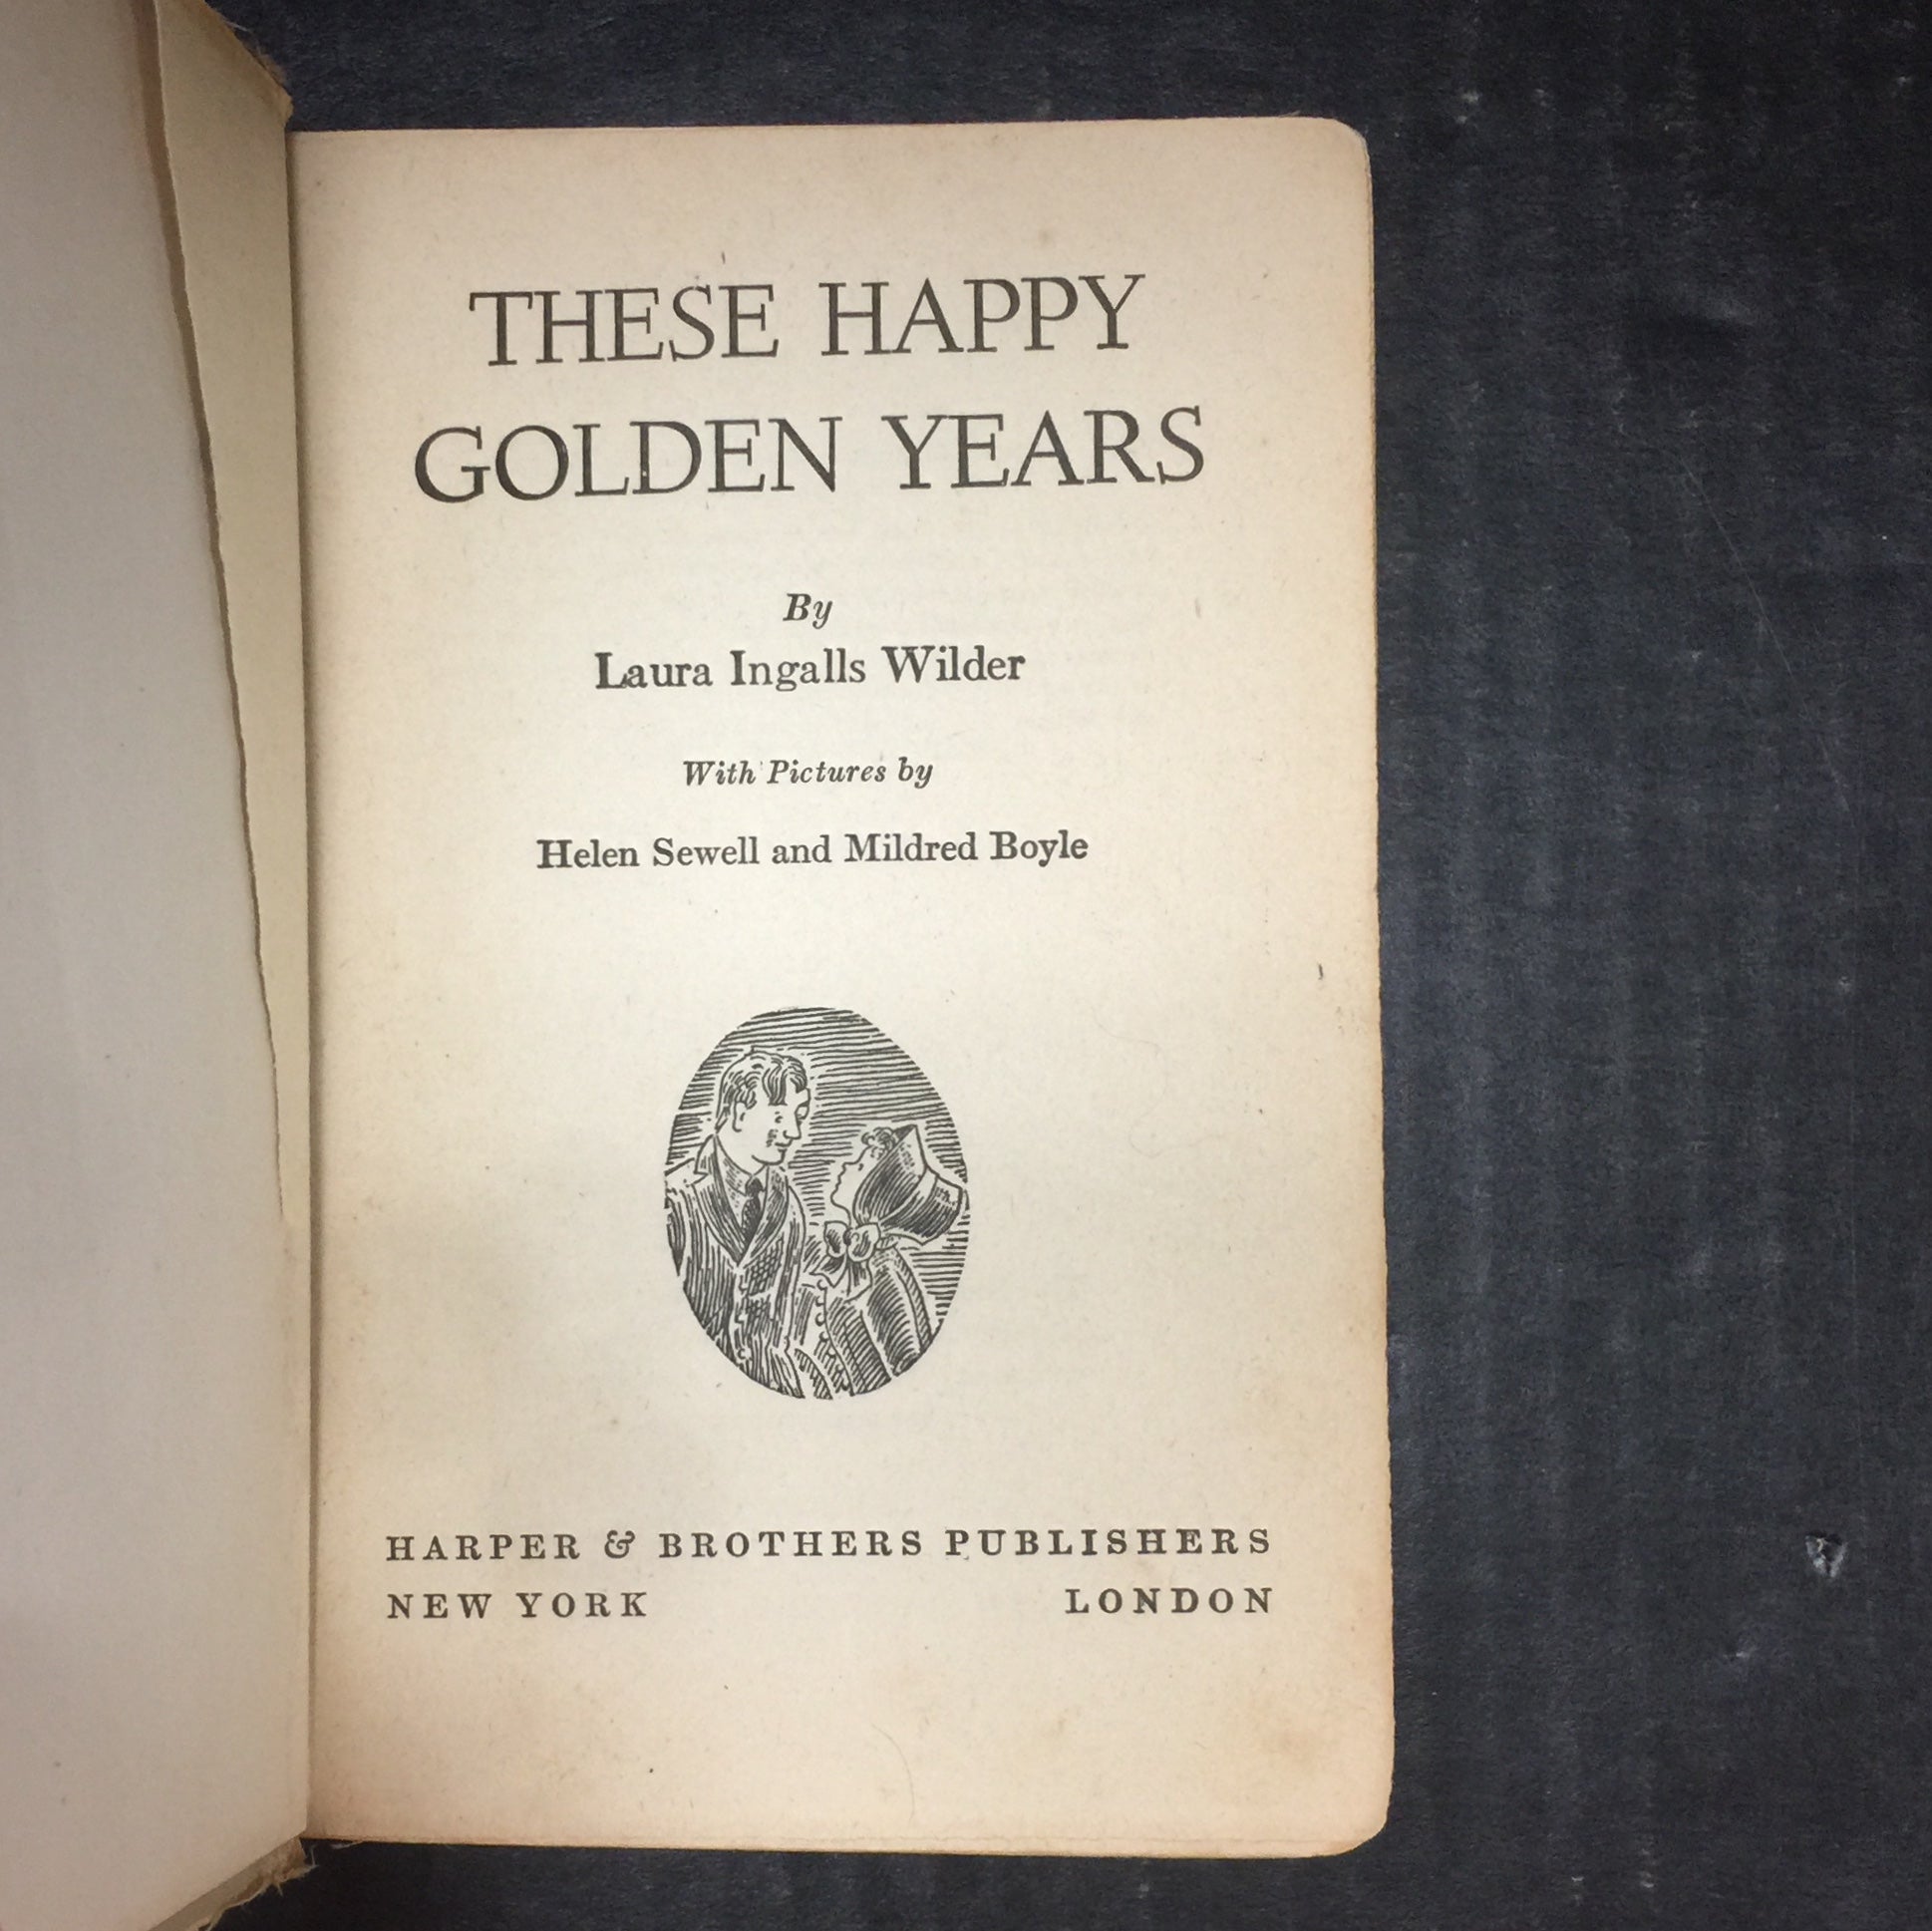 THESE HAPPY
GOLDEN YEARS
By
Laura Ingalls Wilder
With Pictures by
Helen Sewell and Mildred Boyle
HARPER & BROTHERS PUBLISHERS
NEW YORK LONDON